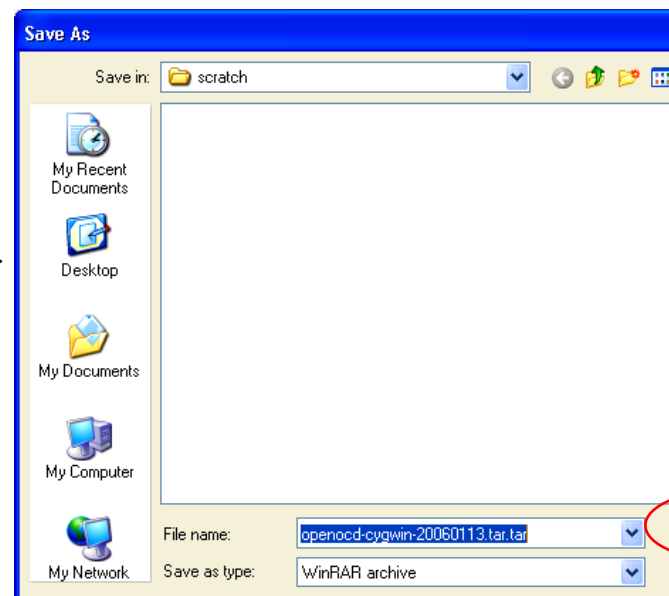 Save As
Save in:
scratch
My Recent
Documents
Desktop
My Documents
My Computer
My Network
File name:
openocd-cygwin-20060113.tar.tar
Save as type:
WinRAR archive